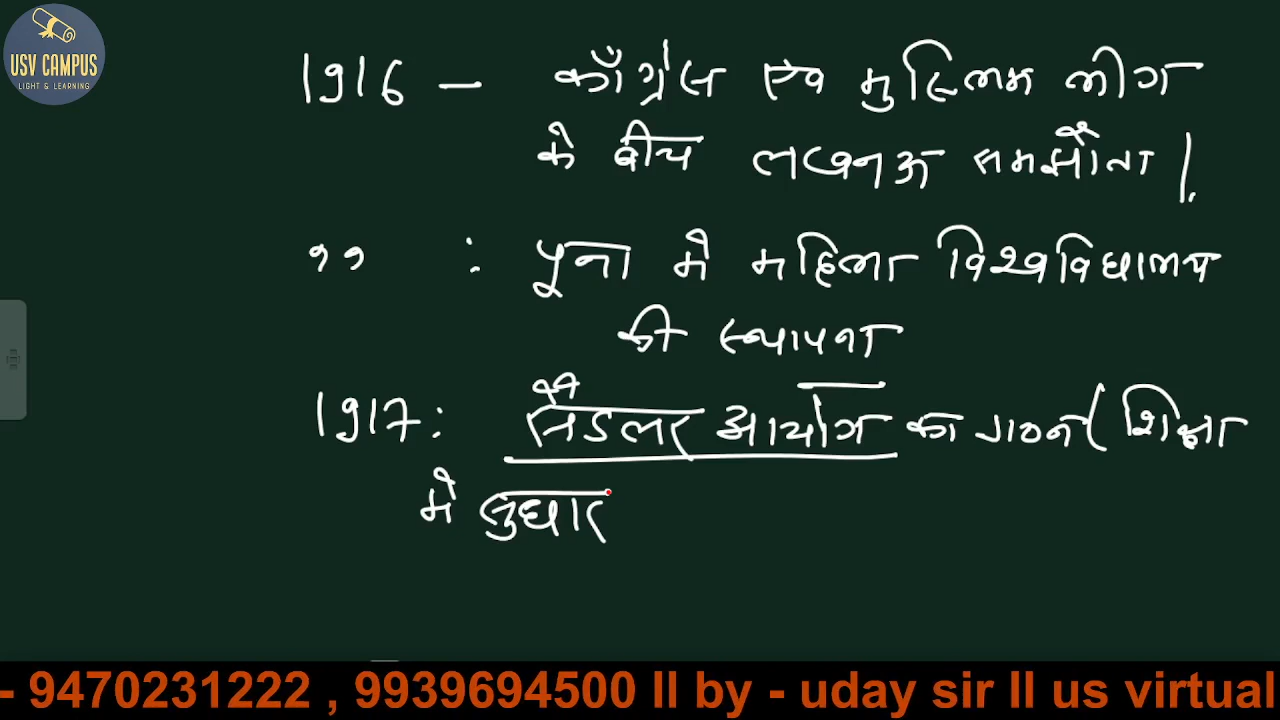 USV CAMPUS
LIGHT & LEARNING
1916 - काँग्रेस एव मुस्लिम लीग
के बीच लखनऊ समझौता |
,, : पूना मे महिला विश्वविद्यालय
की स्थापना
1917 : सैडलर आयोग का गठन ( शिक्षा
मे सुधार
- 9470231222 , 9939694500 ll by - uday sir ll us virtual